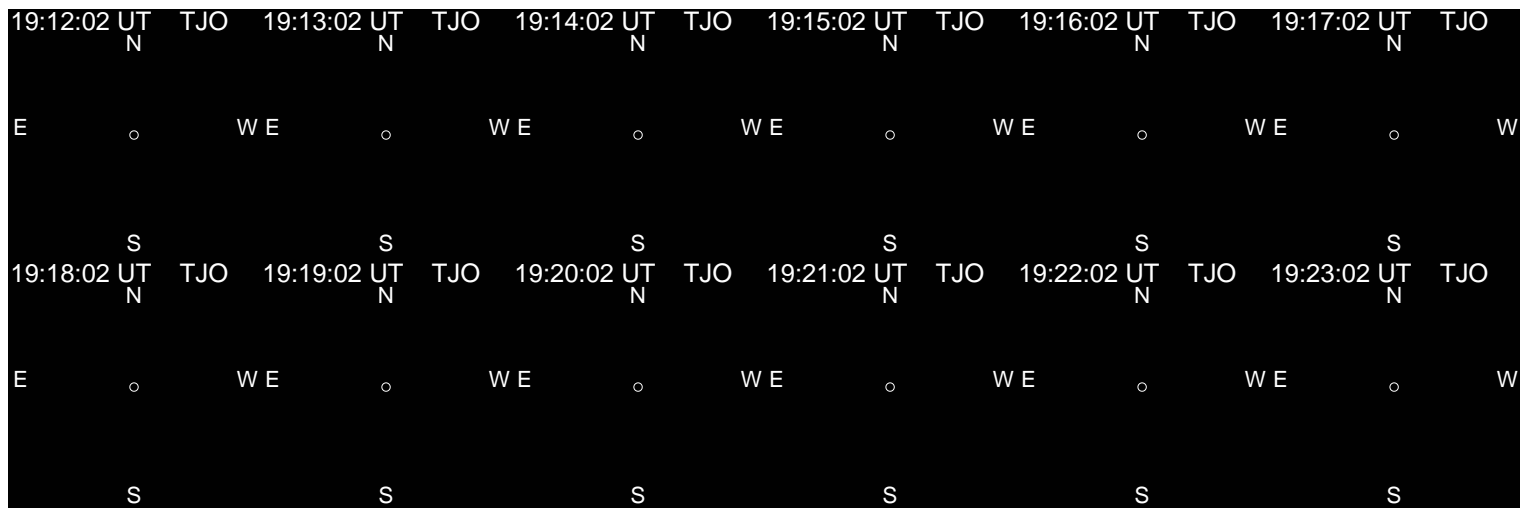 19:12:02 UT TJO 19:13:02 UT TJO 19:14:02 UT TJO 19:15:02 UT TJO 19:16:02 UT TJO 19:17:02 UT TJO
N N N N N N
E W E W E W E W E W E W
S S S S S S
19:18:02 UT TJO 19:19:02 UT TJO 19:20:02 UT TJO 19:21:02 UT TJO 19:22:02 UT TJO 19:23:02 UT TJO
N N N N N N
E W E W E W E W E W E W
S S S S S S